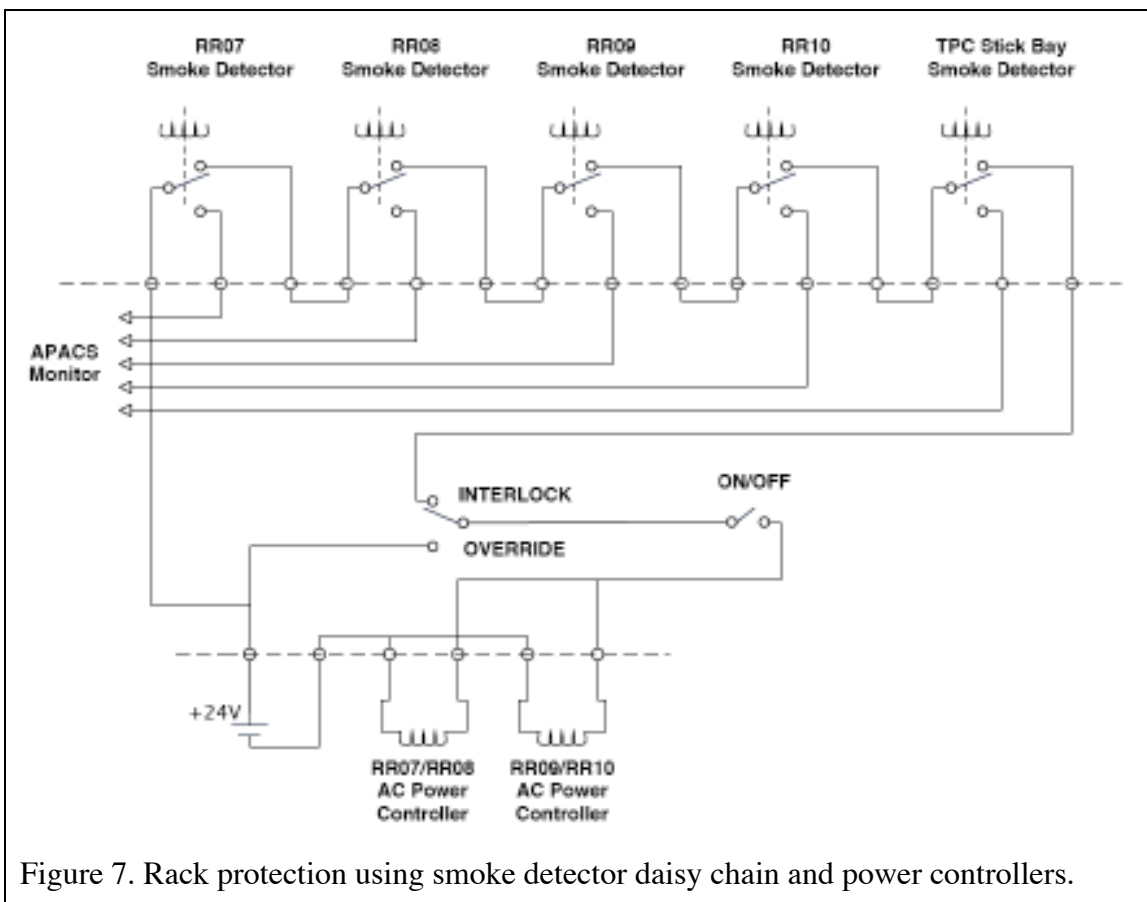 RR07
Smoke Detector
RR08
Smoke Detector
RR09
Smoke Detector
RR10
Smoke Detector
TPC Stick Bay
Smoke Detector
APACS
Monitor
INTERLOCK
ON/OFF
OVERRIDE
+24V
RR07/RR08
AC Power
Controller
RR09/RR10
AC Power
Controller
Figure 7. Rack protection using smoke detector daisy chain and power controllers.